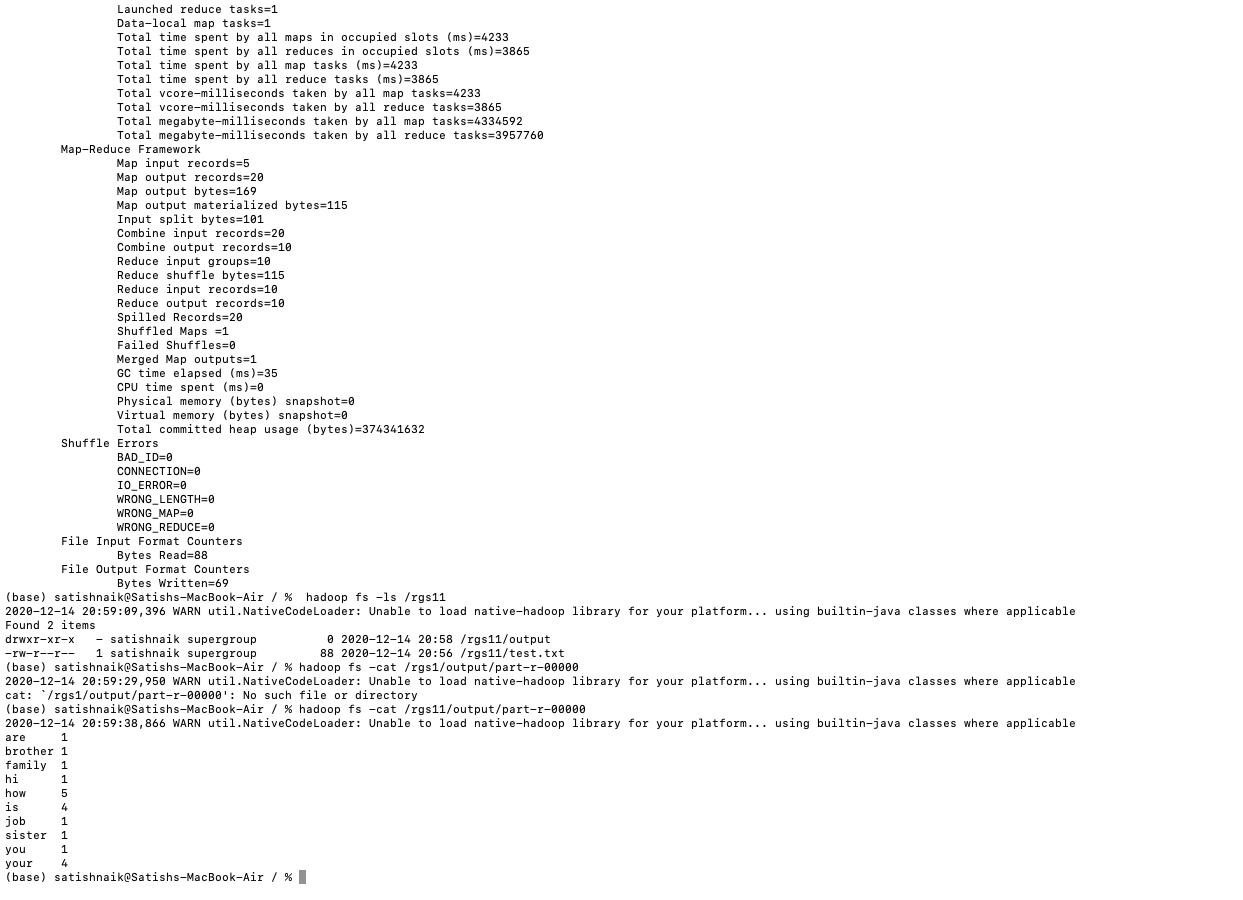 Launched reduce tasks=1
Data-local map tasks=1
Total time spent by all maps in occupied slots (ms)=4233
Total time spent by all reduces in occupied slots (ms)=3865
Total time spent by all map tasks (ms)=4233
Total time spent by all reduce tasks (ms)=3865
Total vcore-milliseconds taken by all map tasks=4233
Total vcore-milliseconds taken by all reduce tasks=3865
Total megabyte-milliseconds taken by all map tasks=4334592
Total megabyte-milliseconds taken by all reduce tasks=3957760
Map-Reduce Framework
Map input records=5
Map output records=20
Map output bytes=169
Map output materialized bytes=115
Input split bytes=101
Combine input records=20
Combine output records=10
Reduce input groups=10
Reduce shuffle bytes=115
Reduce input records=10
Reduce output records=10
Spilled Records=20
Shuffled Maps =1
Failed Shuffles=0
Merged Map outputs=1
GC time elapsed (ms)=35
CPU time spent (ms)=0
Physical memory (bytes) snapshot=0
Virtual memory (bytes) snapshot=0
Total committed heap usage (bytes)=374341632
Shuffle Errors
BAD_ID=0
CONNECTION=0
IO_ERROR=0
WRONG_LENGTH=0
WRONG_MAP=0
WRONG_REDUCE=0
File Input Format Counters
Bytes Read=88
File Output Format Counters
Bytes Written=69
(base) satishnaik@Satishs-MacBook-Air / %  hadoop fs -ls /rgs11
2020-12-14 20:59:09,396 WARN util.NativeCodeLoader: Unable to load native-hadoop library for your platform... using builtin-java classes where applicable
Found 2 items
drwxr-xr-x   - satishnaik supergroup          0 2020-12-14 20:58 /rgs11/output
-rw-r--r--   1 satishnaik supergroup         88 2020-12-14 20:56 /rgs11/test.txt
(base) satishnaik@Satishs-MacBook-Air / % hadoop fs -cat /rgs1/output/part-r-00000
2020-12-14 20:59:29,950 WARN util.NativeCodeLoader: Unable to load native-hadoop library for your platform... using builtin-java classes where applicable
cat: `/rgs1/output/part-r-00000': No such file or directory
(base) satishnaik@Satishs-MacBook-Air / % hadoop fs -cat /rgs11/output/part-r-00000
2020-12-14 20:59:38,866 WARN util.NativeCodeLoader: Unable to load native-hadoop library for your platform... using builtin-java classes where applicable
are     1
brother 1
family  1
hi      1
how     5
is      4
job     1
sister  1
you     1
your    4
(base) satishnaik@Satishs-MacBook-Air / %